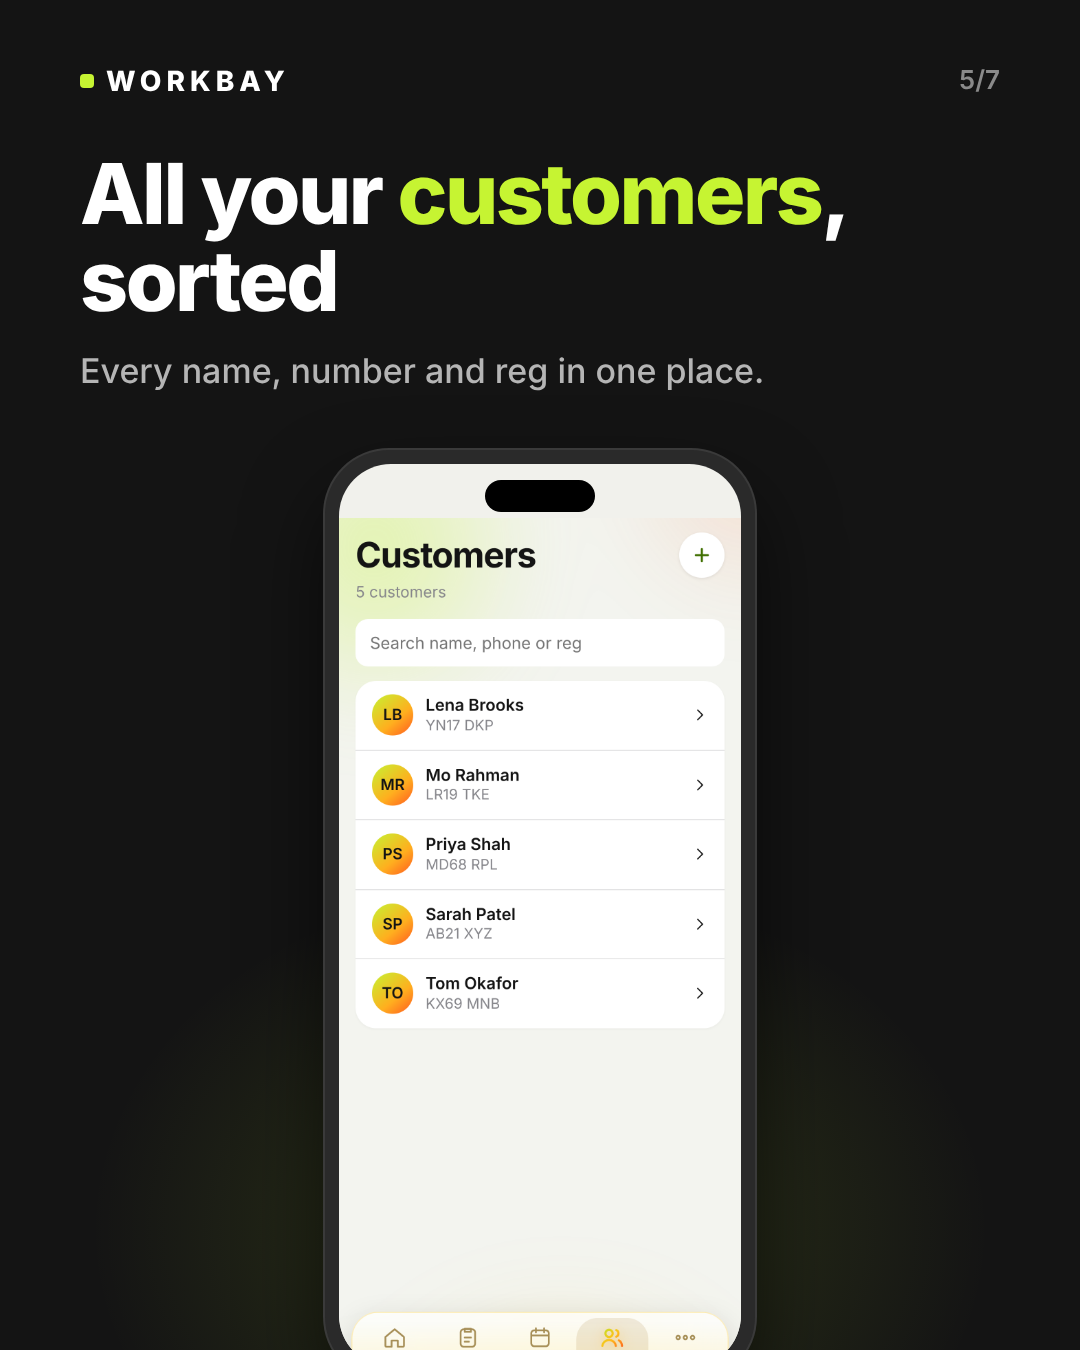 WORKBAY
5/7
All your customers,
sorted
Every name, number and reg in one place.
Customers
+
5 customers
Search name, phone or reg
LB
Lena Brooks
YN17 DKP
MR
Mo Rahman
LR19 TKE
PS
Priya Shah
MD68 RPL
SP
Sarah Patel
AB21 XYZ
TO
Tom Okafor
KX69 MNB